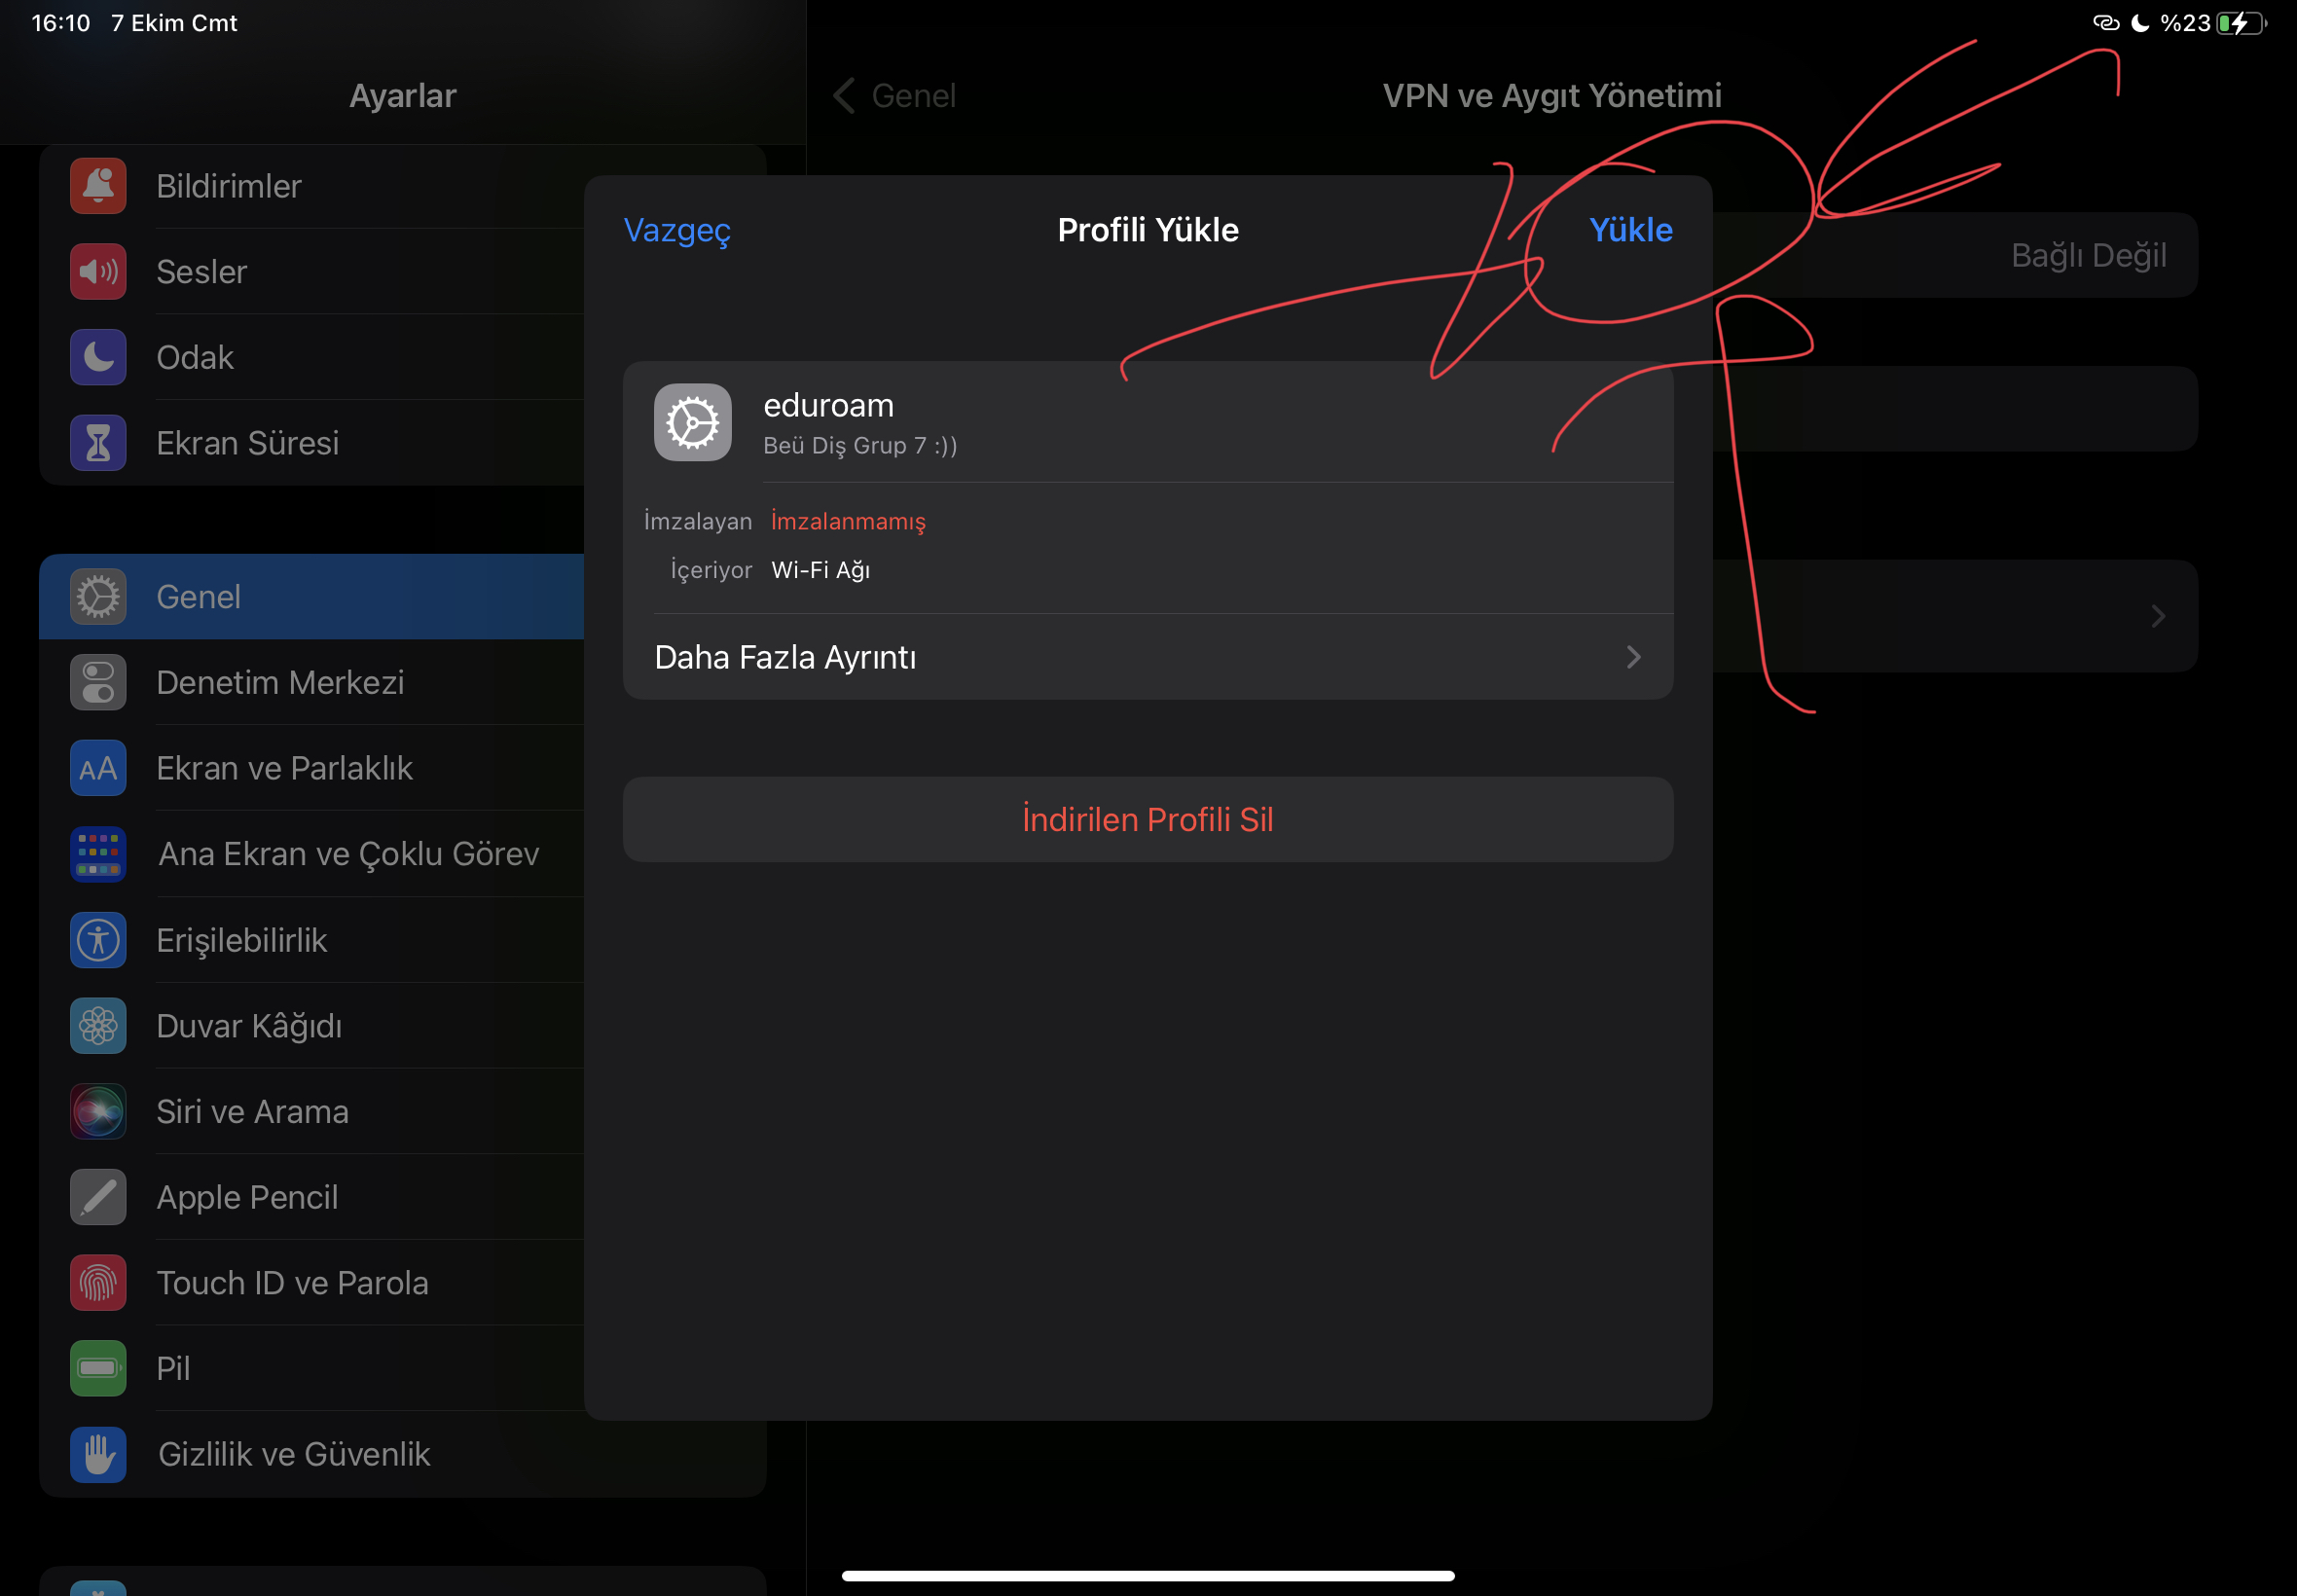 16:10 7 Ekim Cmt
%23
Ayarlar
Bildirimler
Sesler
Odak
Ekran Süresi
Genel
Denetim Merkezi
Ekran ve Parlaklık
Ana Ekran ve Çoklu Görev
Erişilebilirlik
Duvar Kâğıdı
Siri ve Arama
Apple Pencil
Touch ID ve Parola
Pil
Gizlilik ve Güvenlik
Genel
VPN ve Aygıt Yönetimi
Bağlı Değil
Vazgeç
Profili Yükle
Yükle
eduroam
Beü Diş Grup 7 :))
İmzalayan İmzalanmamış
İçeriyor Wi-Fi Ağı
Daha Fazla Ayrıntı
İndirilen Profili Sil